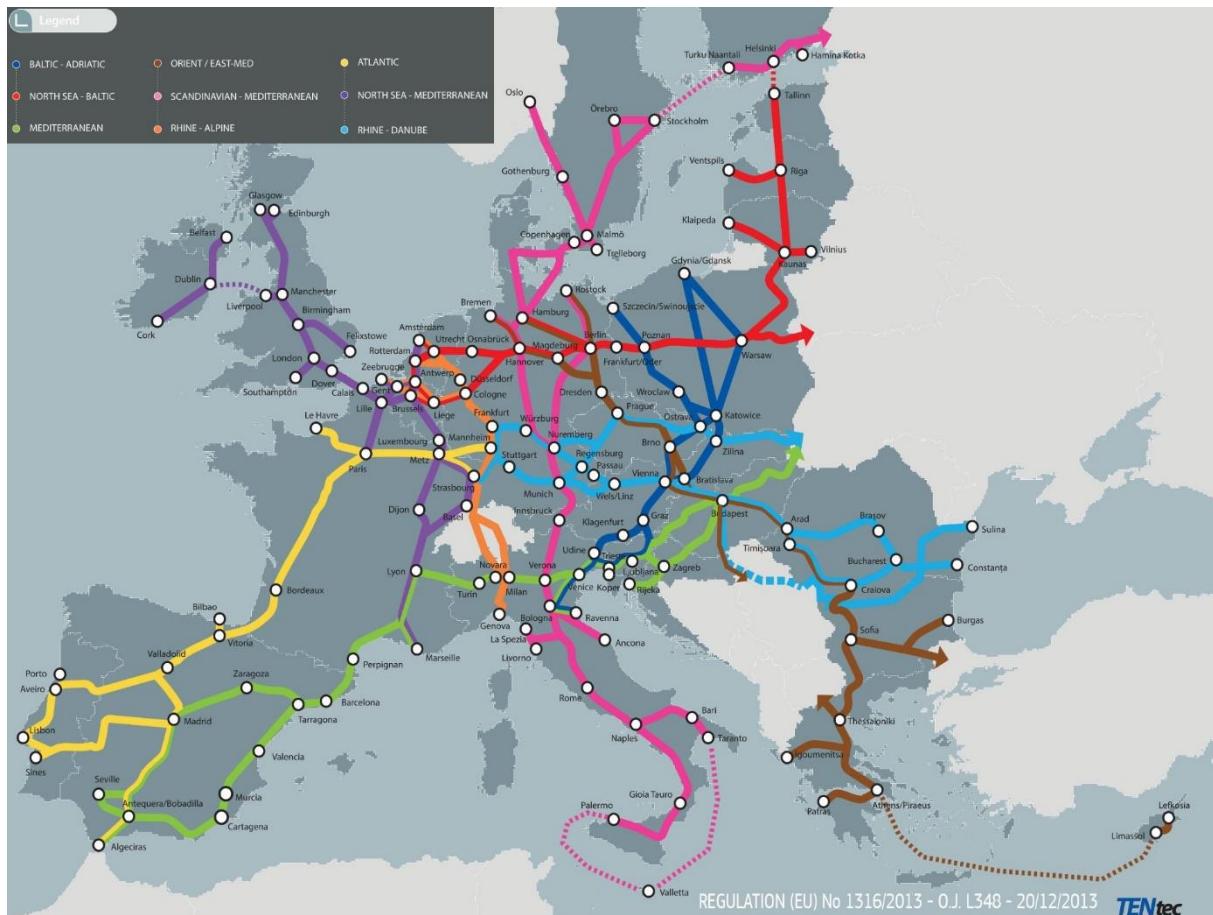 Legend
BALTIC - ADRIATIC
ORIENT / EAST-MED
ATLANTIC
NORTH SEA - BALTIC
SCANDINAVIAN - MEDITERRANEAN
NORTH SEA - MEDITERRANEAN
MEDITERRANEAN
RHINE - ALPINE
RHINE - DANUBE
Helsinki
Turku Naantali
Hamina Kotka
Oslo
Örebro
Stockholm
Tallinn
Ventspils
Riga
Gothenburg
Glasgow
Edinburgh
Klaipeda
Belfast
Copenhagen
Malmö
Trelleborg
Vilnius
Kaunas
Gdynia/Gdansk
Dublin
Liverpool
Manchester
Rostock
Szczecin/Swinoujscie
Bremen
Birmingham
Hamburg
Cork
Felixstowe
Amsterdam
Utrecht
Osnabrück
Magdeburg
Berlin
Poznan
Warsaw
London
Rotterdam
Hannover
Frankfurt/Oder
Zeebrugge
Antwerp
Düsseldorf
Southampton
Dover
Calais
Gent
Cologne
Dresden
Wroclaw
Lille
Brussels
Liège
Prague
Ostrava
Katowice
Le Havre
Frankfurt
Würzburg
Luxembourg
Mannheim
Nuremberg
Brno
Zilina
Paris
Metz
Stuttgart
Regensburg
Passau
Strasbourg
Vienna
Bratislava
Munich
Wels/Linz
Dijon
Basel
Innsbruck
Klagenfurt
Graz
Budapest
Arad
Brasov
Sulina
Timișoara
Udine
Bucharest
Lyon
Novara
Verona
Ljubljana
Zagreb
Constanța
Turin
Milan
Venice
Koper
Rijeka
Craiova
Bordeaux
Genova
Bologna
Ravenna
Bilbao
La Spezia
Ancona
Sofia
Burgas
Vitoria
Livorno
Marseille
Valladolid
Perpignan
Porto
Zaragoza
Aveiro
Rome
Barcelona
Madrid
Tarragona
Bari
Thessaloniki
Lisbon
Naples
Taranto
Valencia
Igoumenitsa
Sines
Seville
Murcia
Gioia Tauro
Athens/Piraeus
Palermo
Patras
Lefkosia
Antequera/Bobadilla
Cartagena
Limassol
Algeciras
Valletta
REGULATION (EU) No 1316/2013 - O.J. L348 - 20/12/2013
TENtec